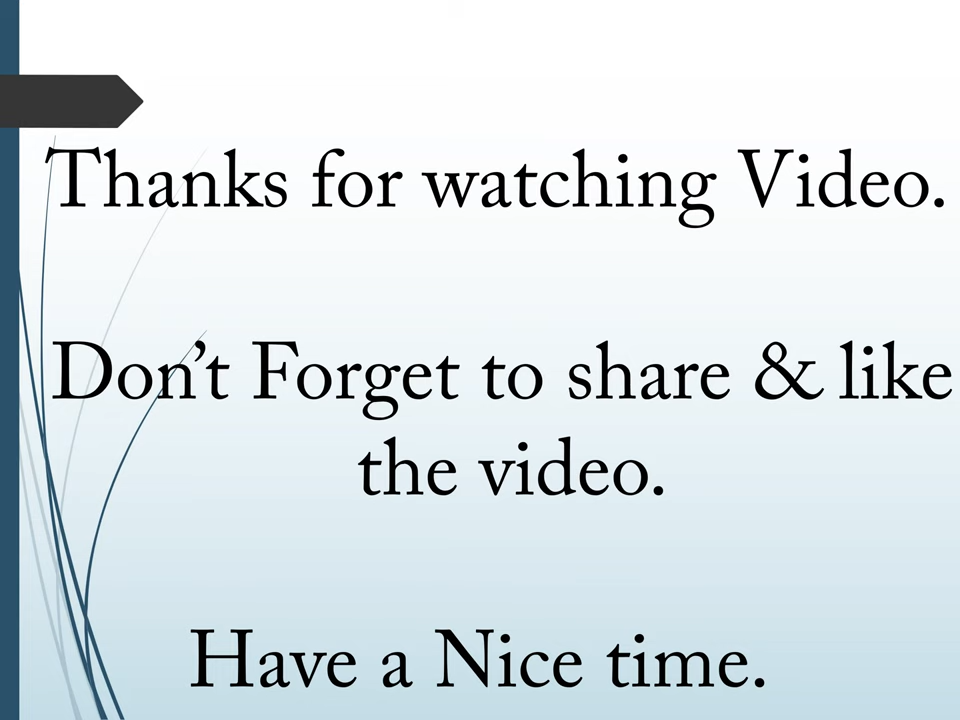 Thanks for watching Video.
Don’t Forget to share & like
the video.
Have a Nice time.